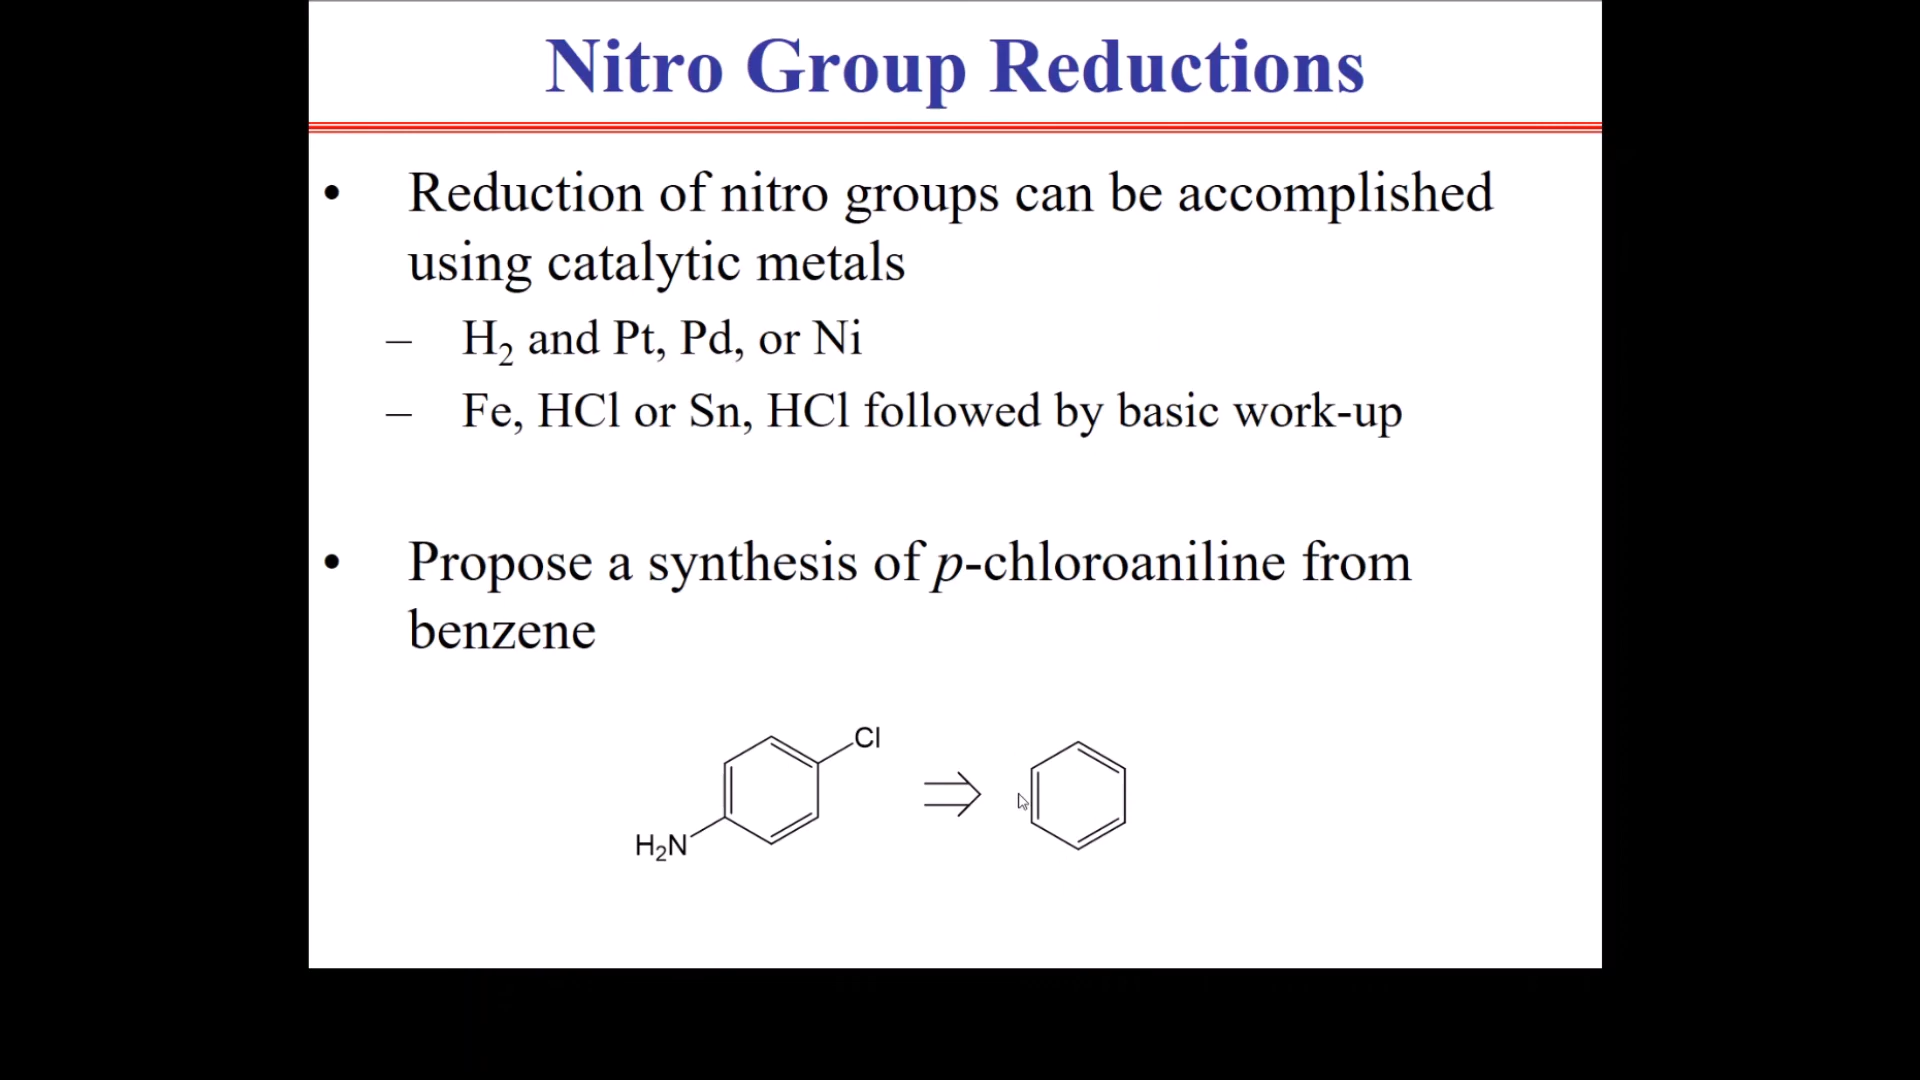 Nitro Group Reductions
• Reduction of nitro groups can be accomplished
using catalytic metals
– H₂ and Pt, Pd, or Ni
– Fe, HCl or Sn, HCl followed by basic work-up
• Propose a synthesis of p-chloroaniline from
benzene
Cl
H₂N